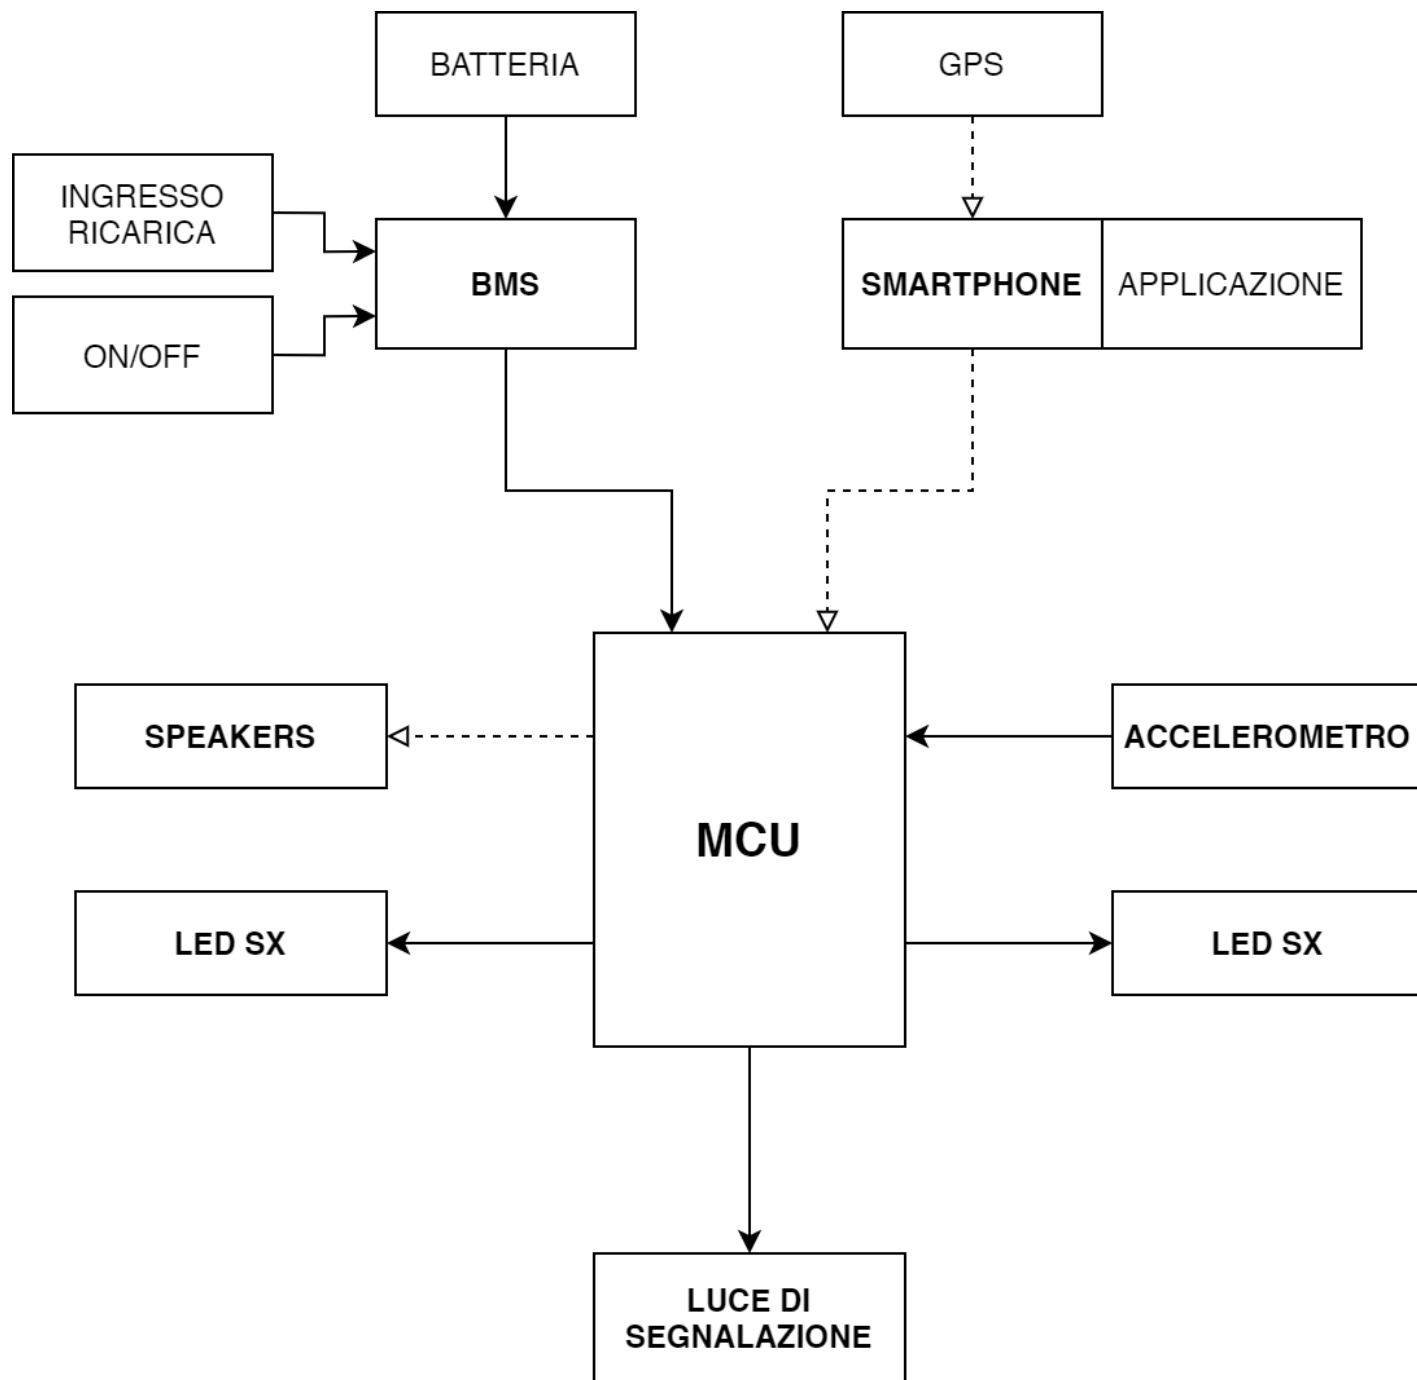 BATTERIA
GPS
INGRESSO
RICARICA
BMS
SMARTPHONE
APPLICAZIONE
ON/OFF
SPEAKERS
ACCELEROMETRO
MCU
LED SX
LED SX
LUCE DI
SEGNALAZIONE